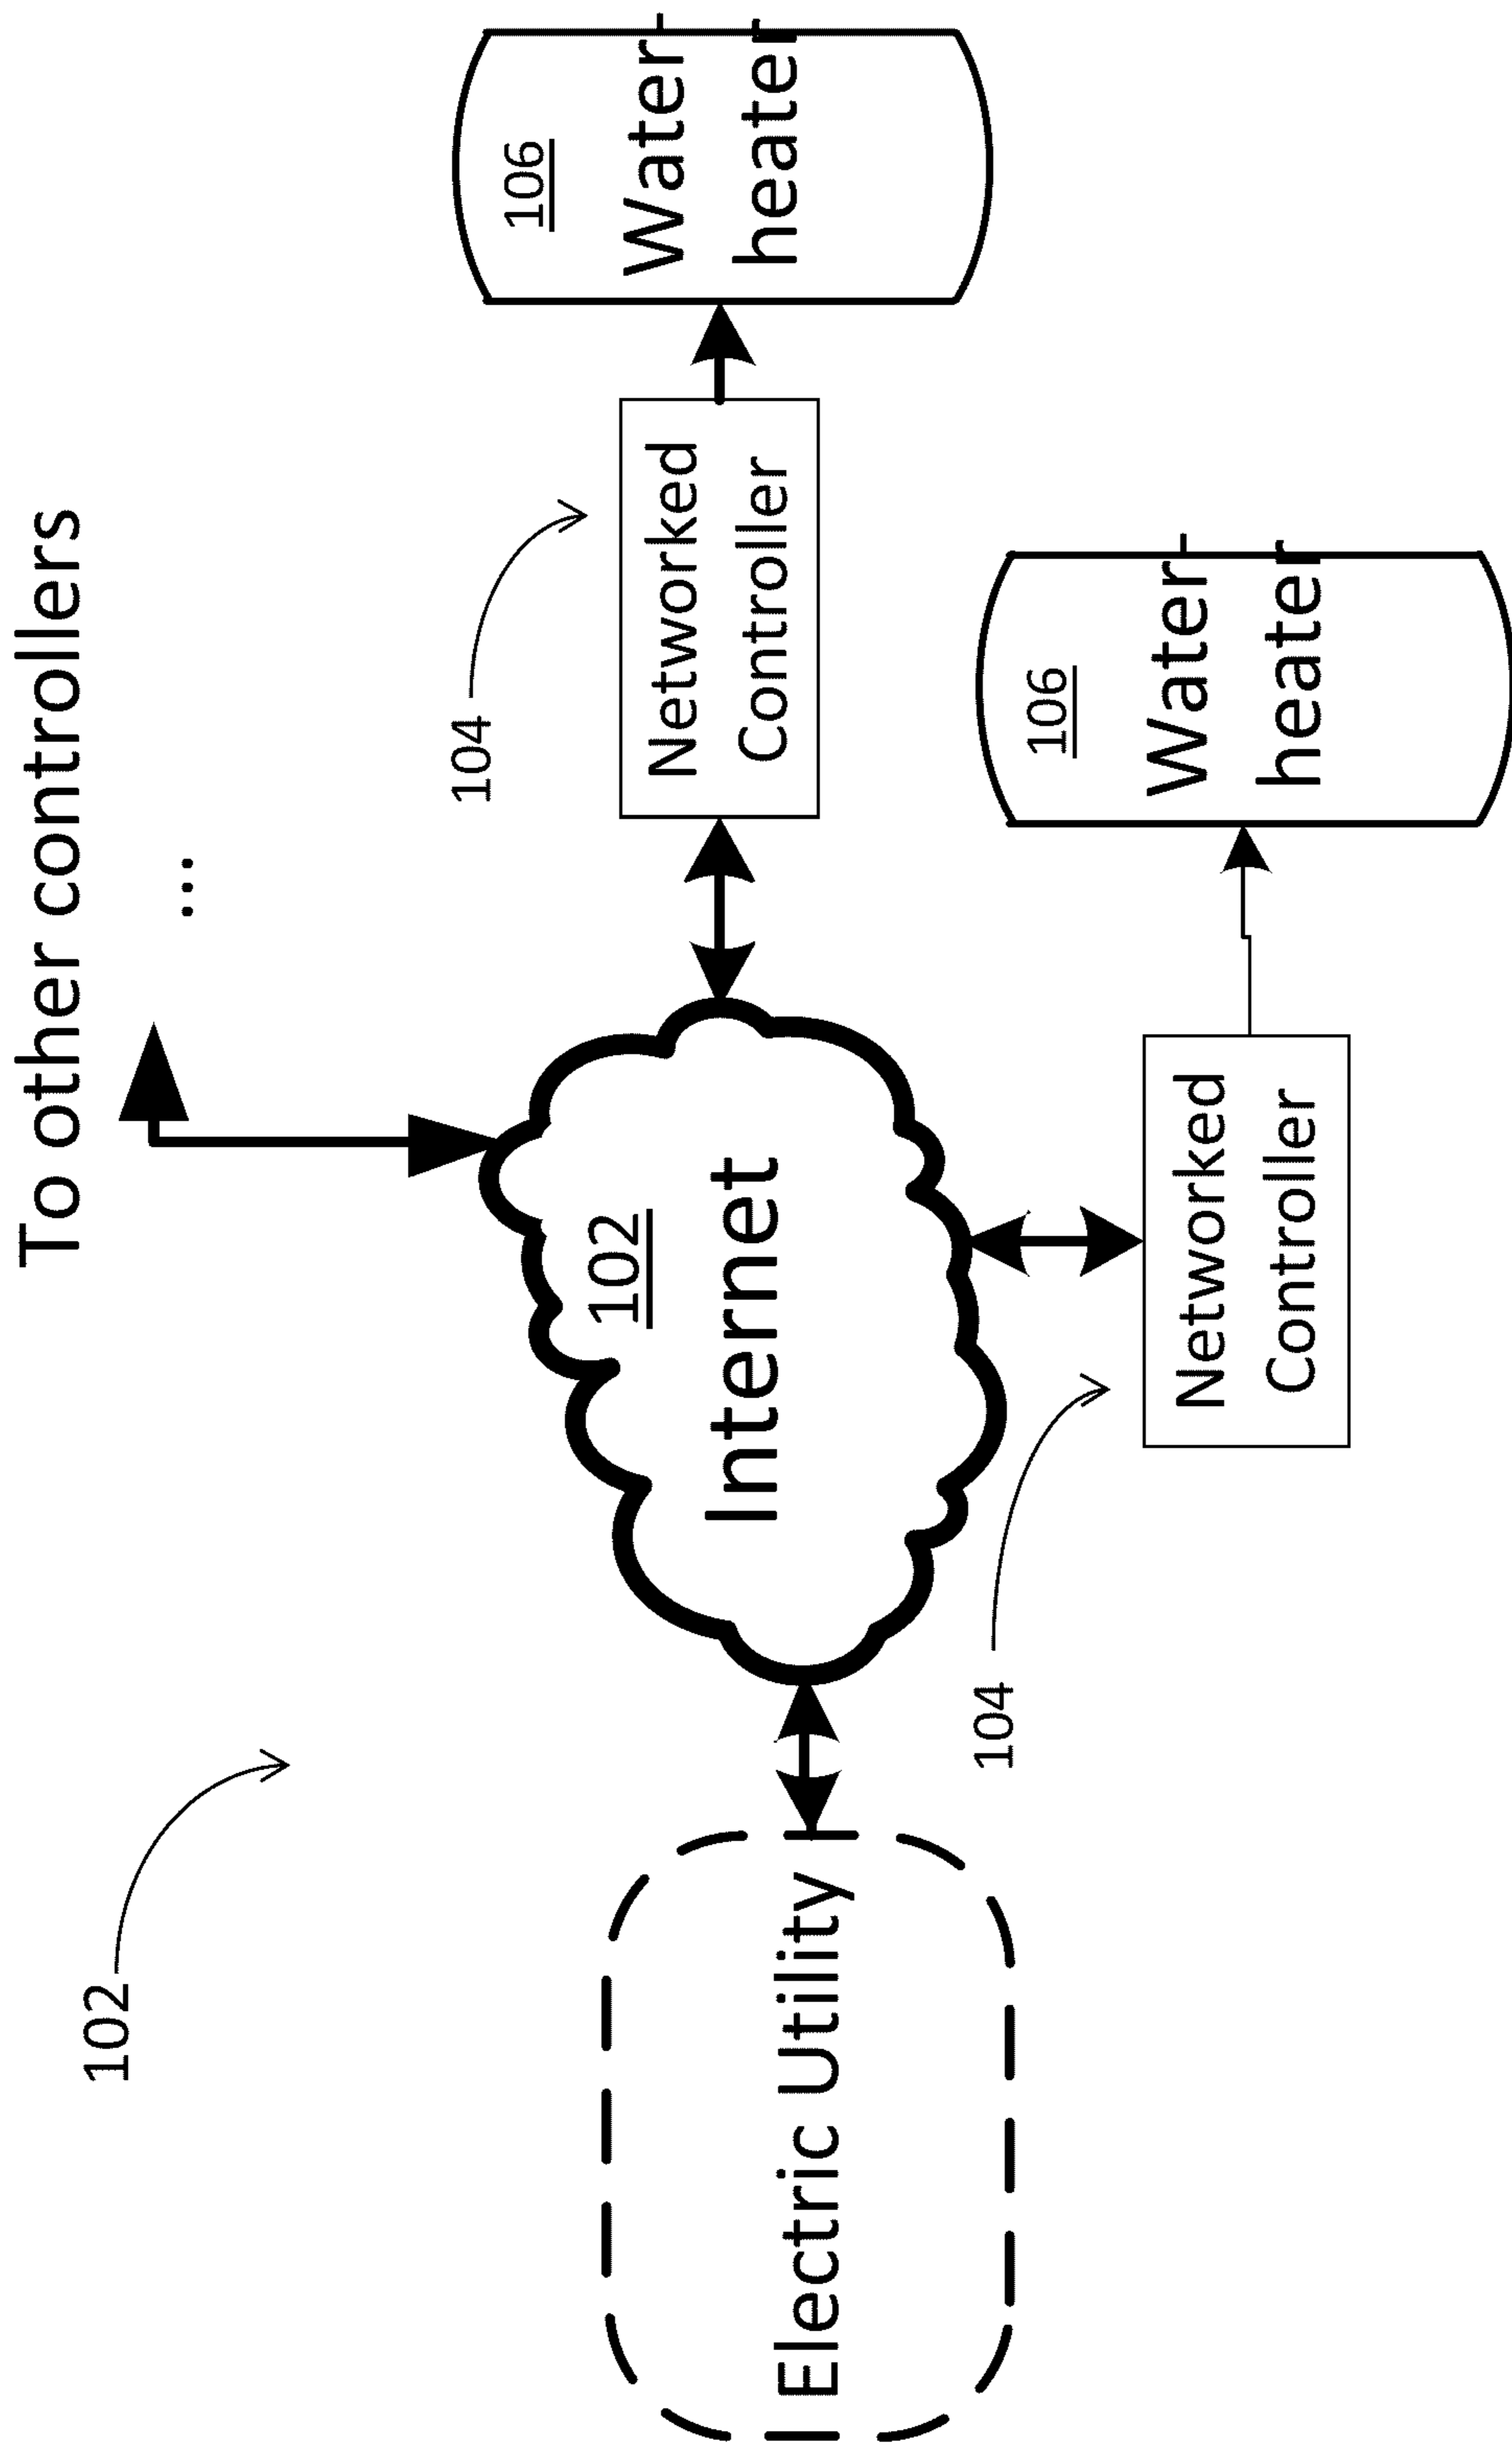 To other controllers
...
102
104
106
Water
heater
Networked
Controller
102
Internet
Electric Utility
104
106
Water
heater
Networked
Controller